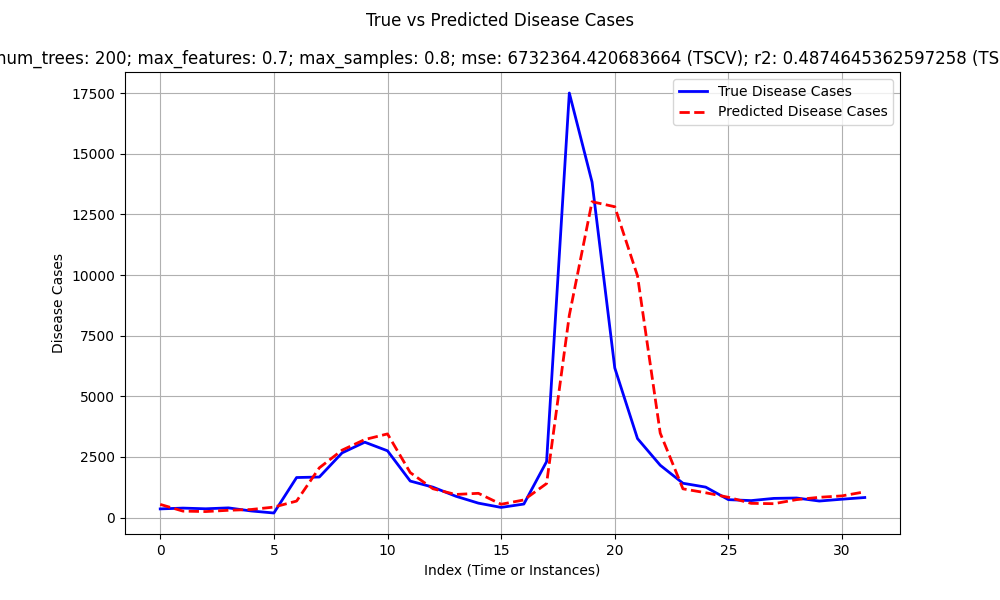 True vs Predicted Disease Cases
num_trees: 200; max_features: 0.7; max_samples: 0.8; mse: 6732364.420683664 (TSCV); r2: 0.4874645362597258 (TS
True Disease Cases
Predicted Disease Cases
17500
15000
12500
10000
7500
5000
2500
0
Disease Cases
0 5 10 15 20 25 30
Index (Time or Instances)